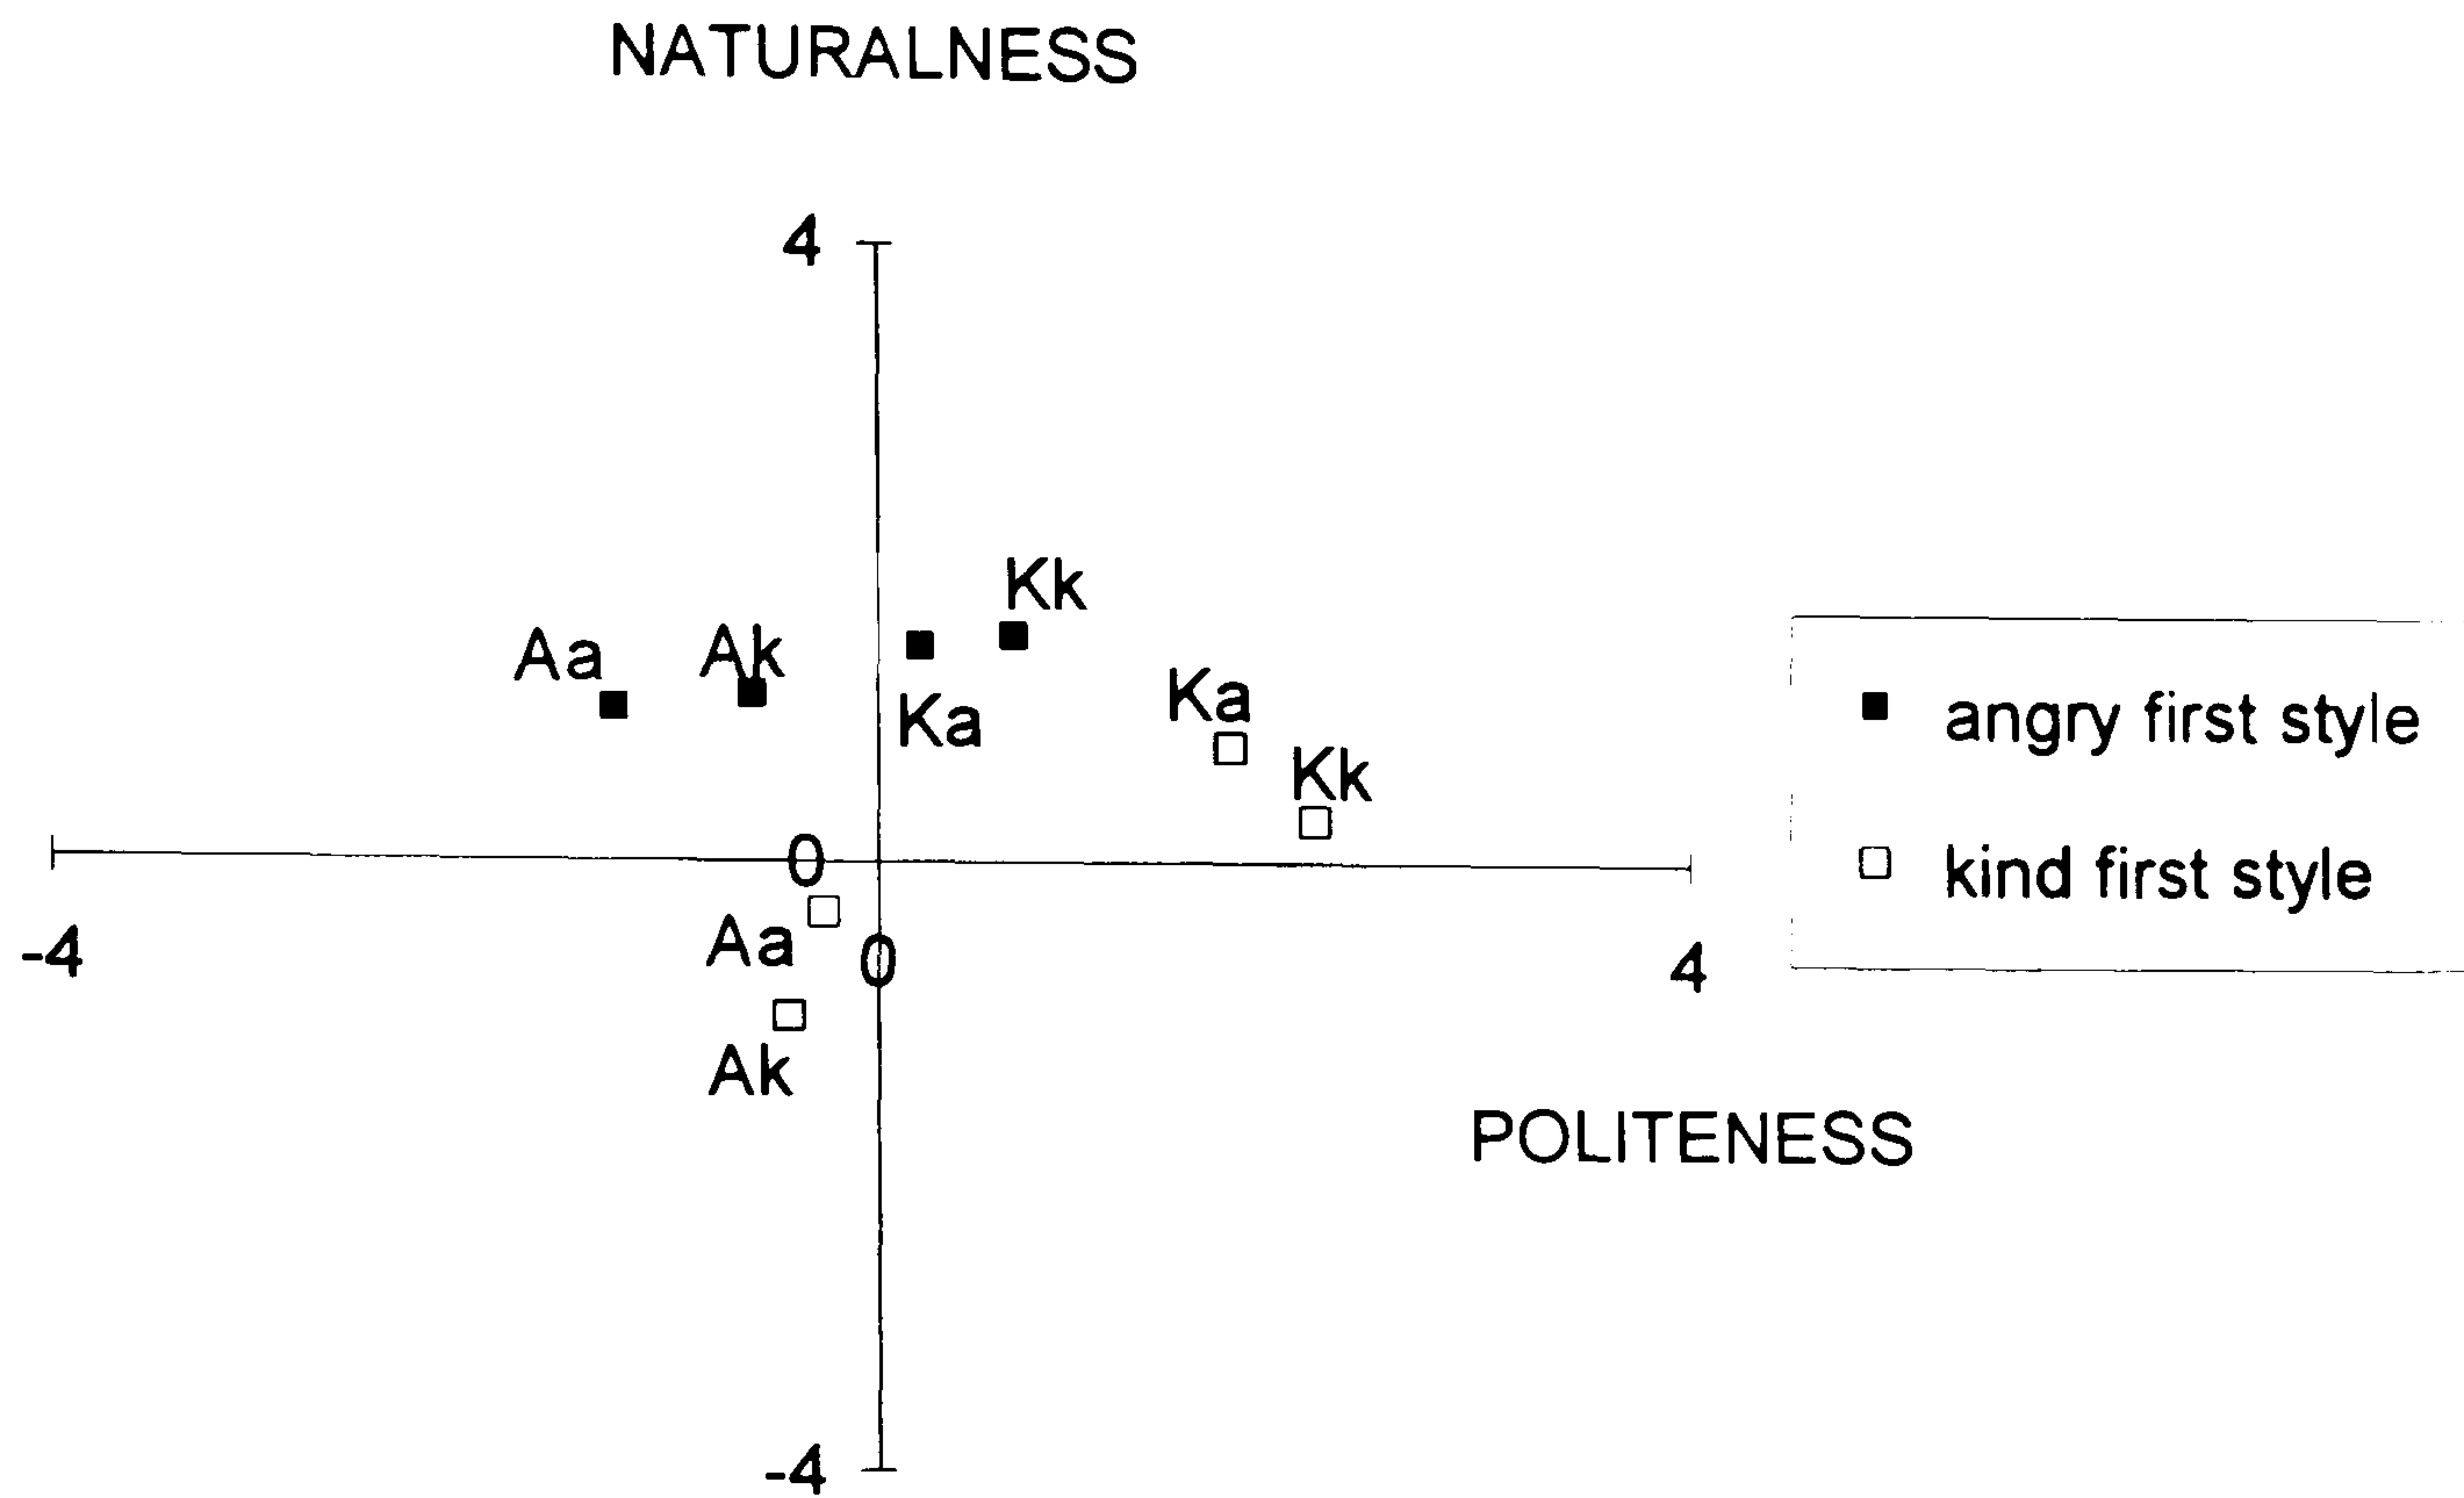 NATURALNESS
4
Kk
Aa
Ak
Ka
Ka
Kk
angry first style
0
kind first style
Aa
-4
0
4
Ak
POLITENESS
-4